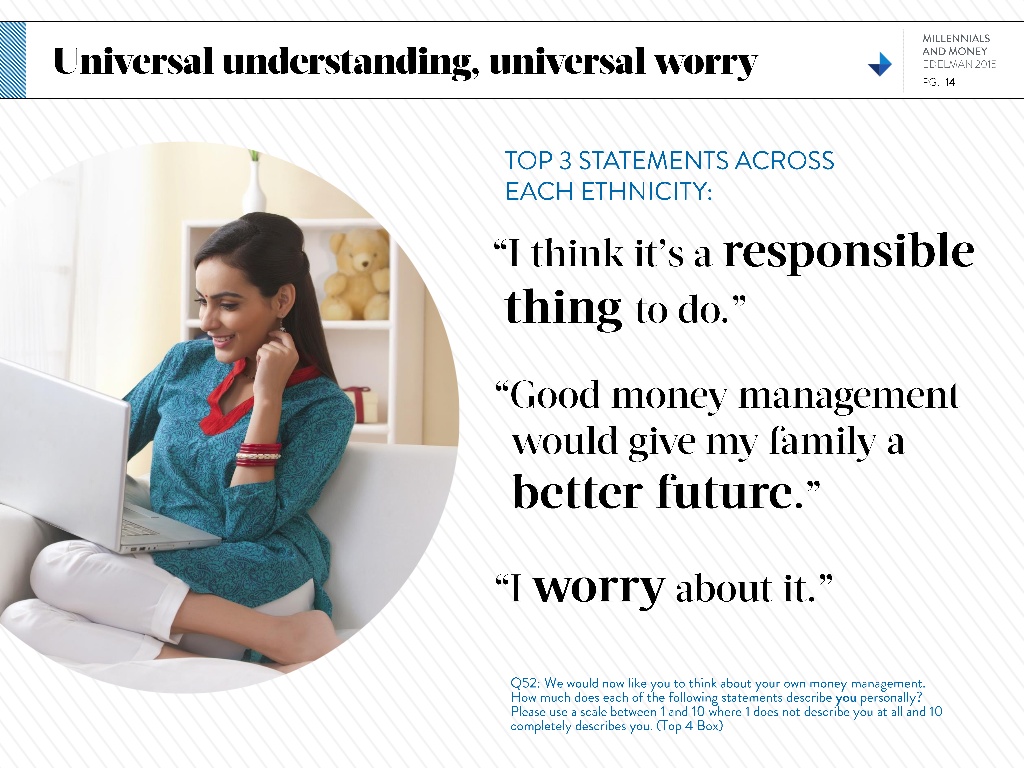 Universal understanding, universal worry
MILLENNIALS
AND MONEY
EDELMAN 2015
PG. 14
TOP 3 STATEMENTS ACROSS
EACH ETHNICITY:
“I think it’s a responsible
thing to do.”
“Good money management
would give my family a
better future.”
“I worry about it.”
Q52: We would now like you to think about your own money management.
How much does each of the following statements describe you personally?
Please use a scale between 1 and 10 where 1 does not describe you at all and 10
completely describes you. (Top 4 Box)